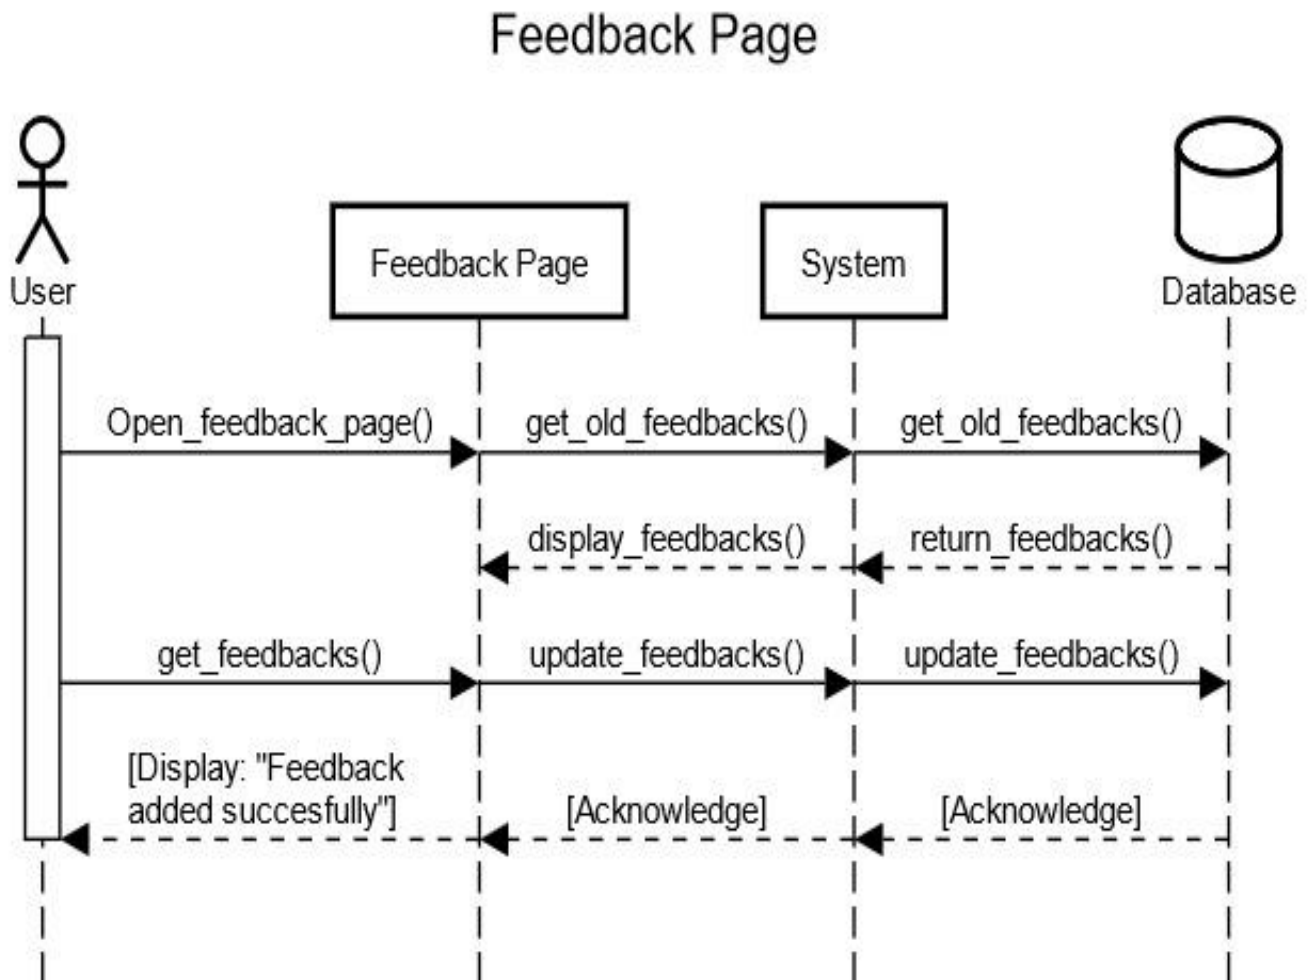 Feedback Page
User
Feedback Page
System
Database
Open_feedback_page()
get_old_feedbacks()
get_old_feedbacks()
display_feedbacks()
return_feedbacks()
get_feedbacks()
update_feedbacks()
update_feedbacks()
[Display: "Feedback
added succesfully"]
[Acknowledge]
[Acknowledge]